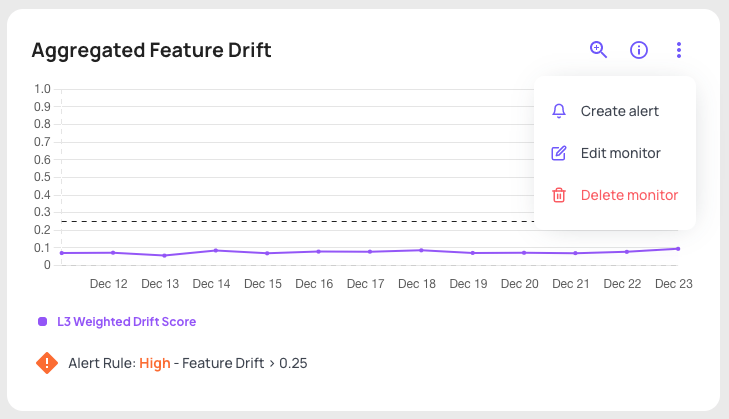 Aggregated Feature Drift
Create alert
Edit monitor
Delete monitor
1.0
0.9
0.8
0.7
0.6
0.5
0.4
0.3
0.2
0.1
0
Dec 12 Dec 13 Dec 14 Dec 15 Dec 16 Dec 17 Dec 18 Dec 19 Dec 20 Dec 21 Dec 22 Dec 23
L3 Weighted Drift Score
Alert Rule: High - Feature Drift > 0.25